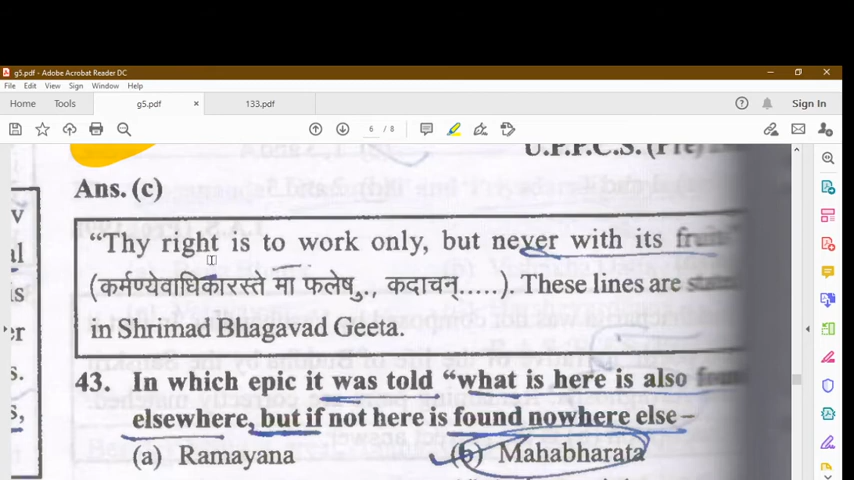 g5.pdf - Adobe Acrobat Reader DC
File Edit View Sign Window Help
Home Tools g5.pdf × 133.pdf Sign In
6 / 8
U.P.P.C.S. (Pre)
Ans. (c)
“Thy right is to work only, but never with its fruit
(कर्मण्येवाधिकारस्ते मा फलेषु, कदाचन्.....). These lines are
in Shrimad Bhagavad Geeta.
43. In which epic it was told “what is here is also found
elsewhere, but if not here is found nowhere else–
(a) Ramayana (b) Mahabharata